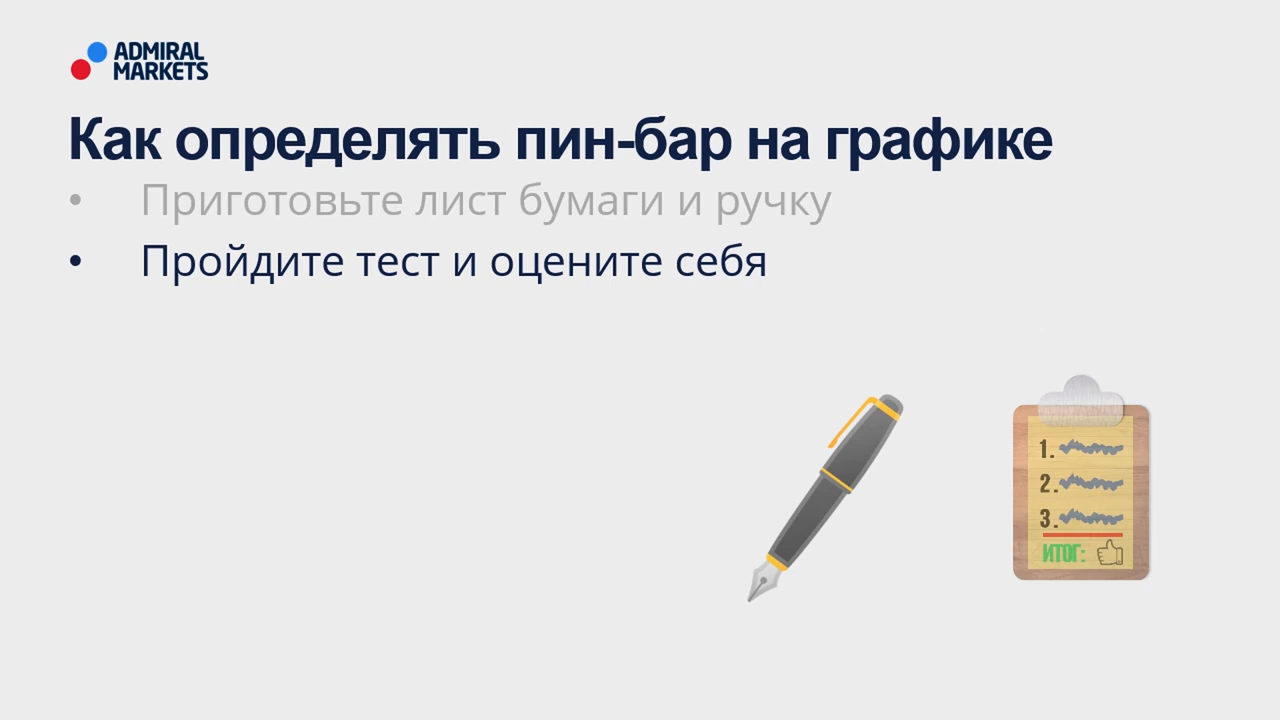 ADMIRAL
MARKETS
Как определять пин-бар на графике
• Приготовьте лист бумаги и ручку
• Пройдите тест и оцените себя
1.
2.
3.
ИТОГ: